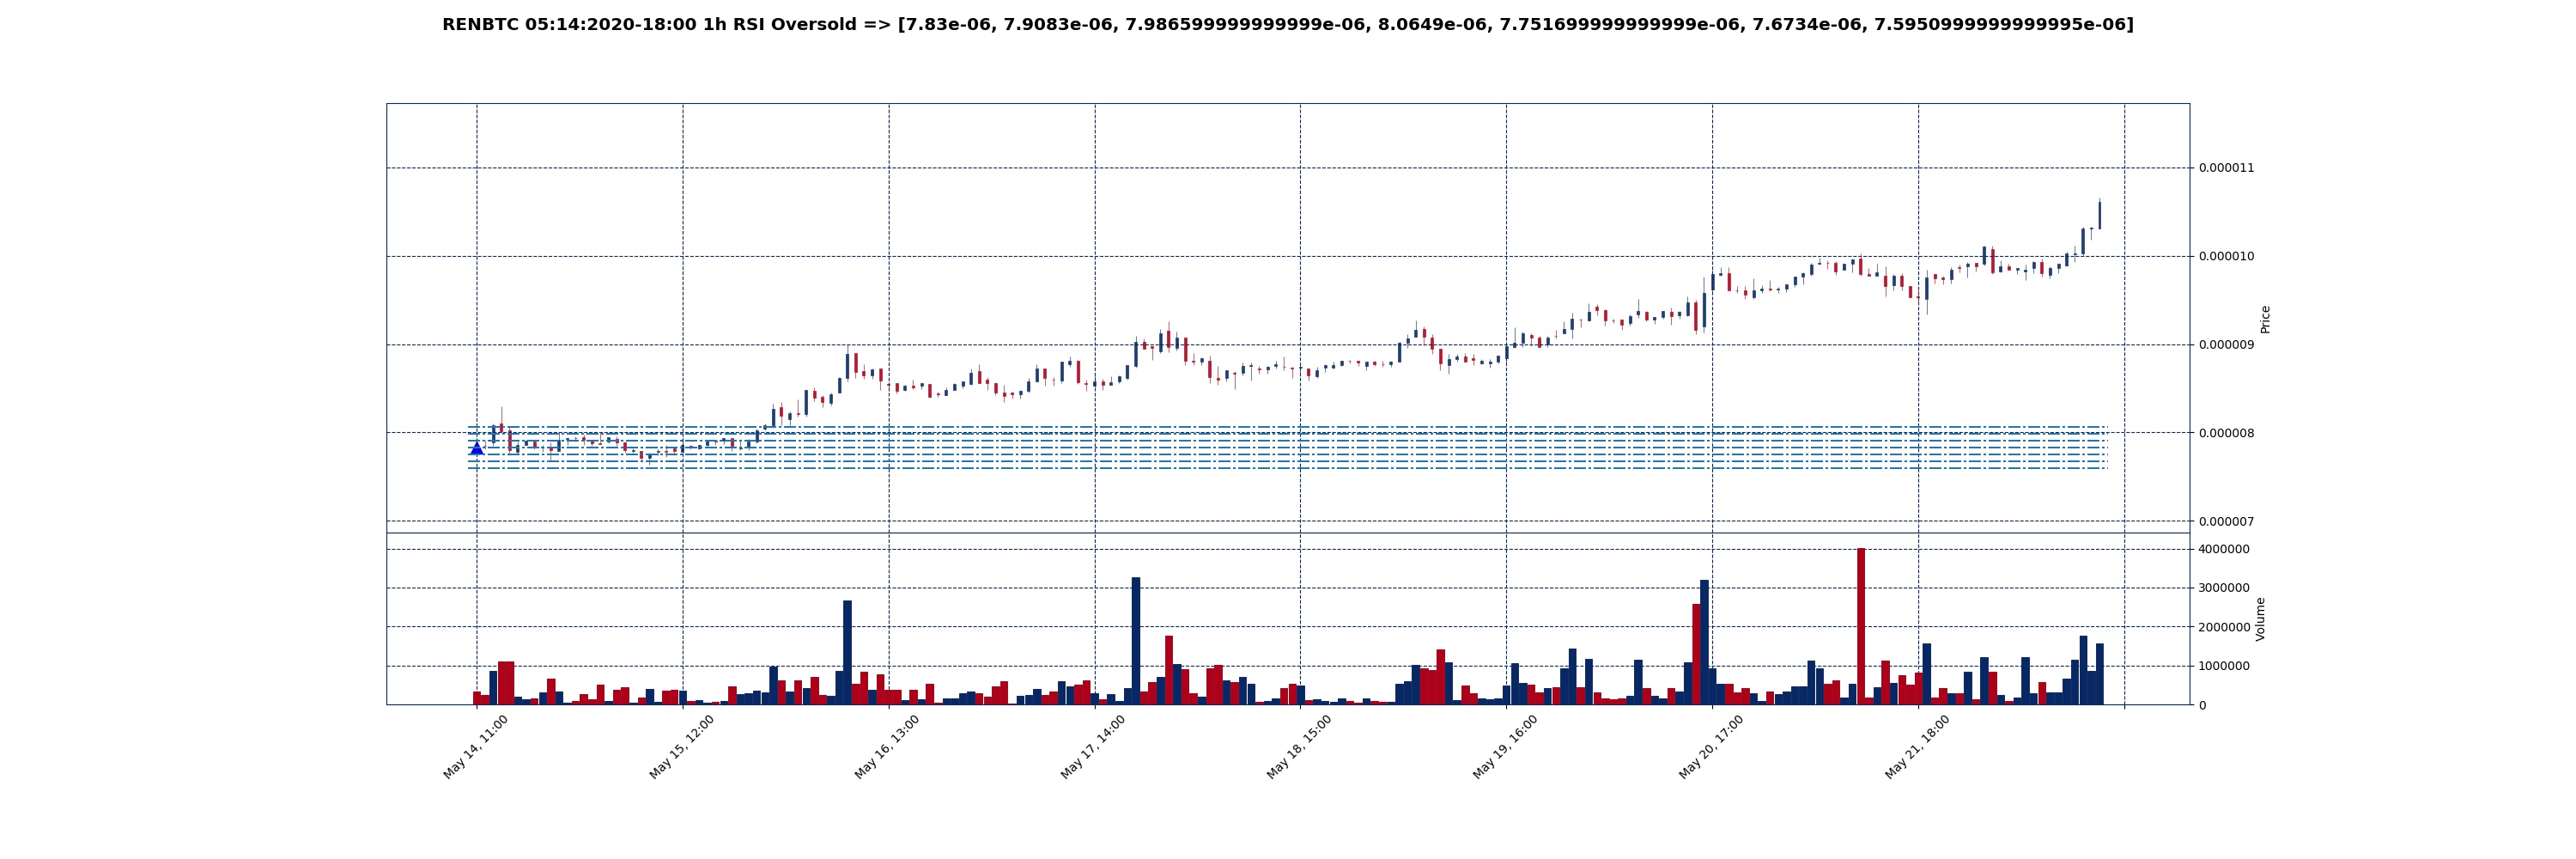 RENBTC 05:14:2020-18:00 1h RSI Oversold => [7.83e-06, 7.9083e-06, 7.986599999999999e-06, 8.0649e-06, 7.751699999999999e-06, 7.6734e-06, 7.5950999999999995e-06]
0.000011
0.000010
0.000009
0.000008
0.000007
Price
4000000
3000000
2000000
1000000
0
Volume
May 14, 11:00
May 15, 12:00
May 16, 13:00
May 17, 14:00
May 18, 15:00
May 19, 16:00
May 20, 17:00
May 21, 18:00